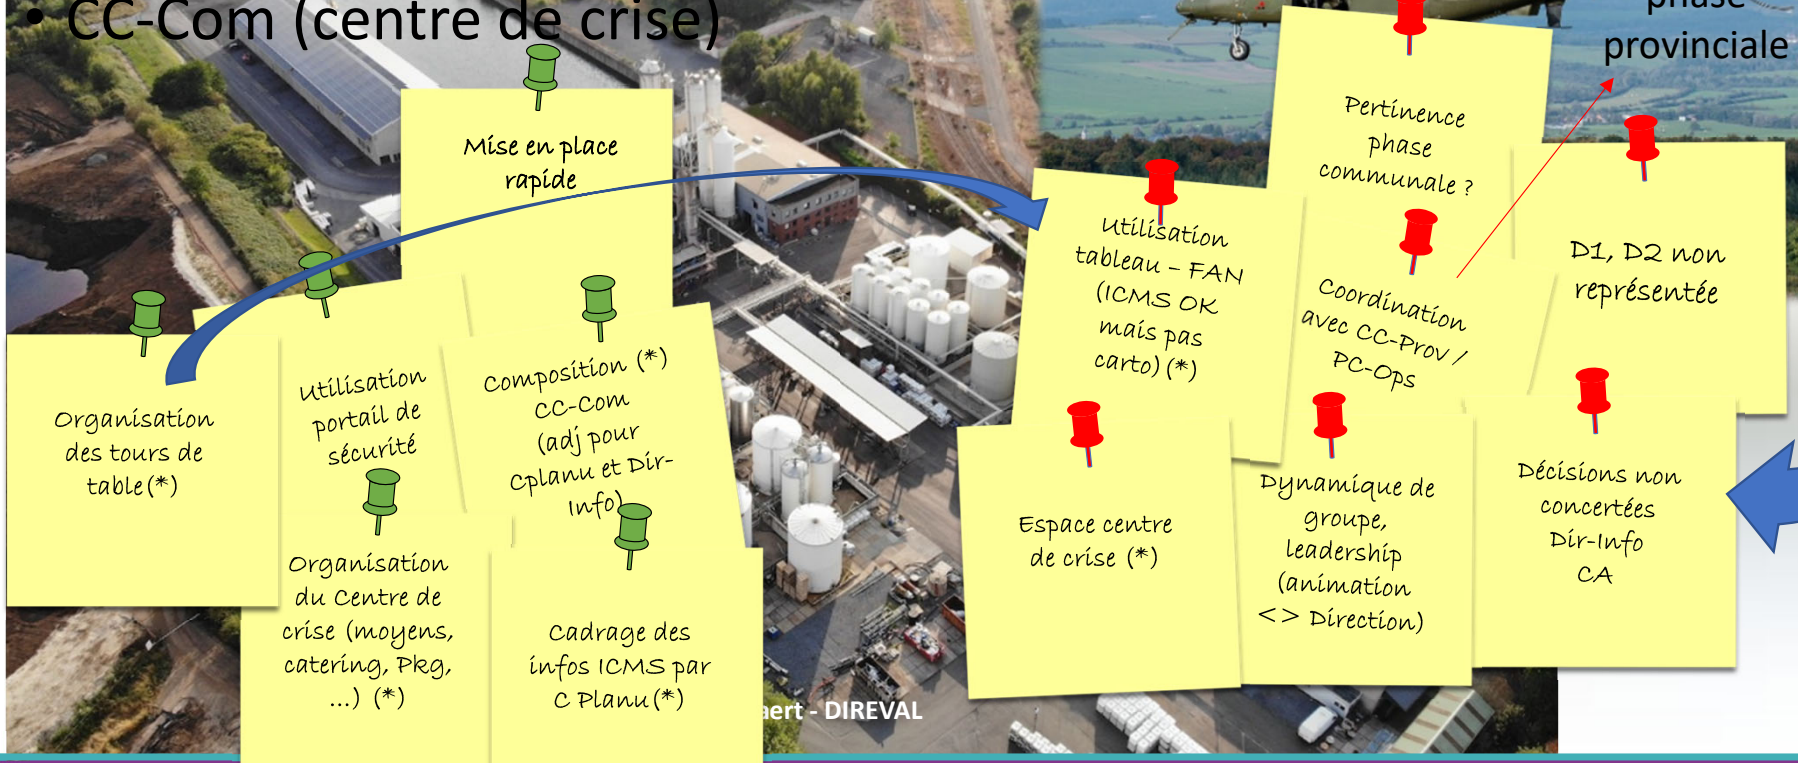 • CC-Com (centre de crise)
phase
provinciale
Mise en place
rapide
Organisation
des tours de
table(*)
Utilisation
portail de
sécurité
Composition (*)
CC-Com
(adj pour
Cplanu et Dir-
Info)
Organisation
du Centre de
crise (moyens,
catering, Pkg,
...) (*)
Cadrage des
infos ICMS par
C Planu(*)
Utilisation
tableau – FAN
(ICMS OK
mais pas
carto) (*)
Pertinence
phase
communale ?
Coordination
avec CC-Prov /
PC-Ops
D1, D2 non
représentée
Espace centre
de crise (*)
Dynamique de
groupe,
leadership
(animation
<> Direction)
Décisions non
concertées
Dir-Info
CA
- DIREVAL